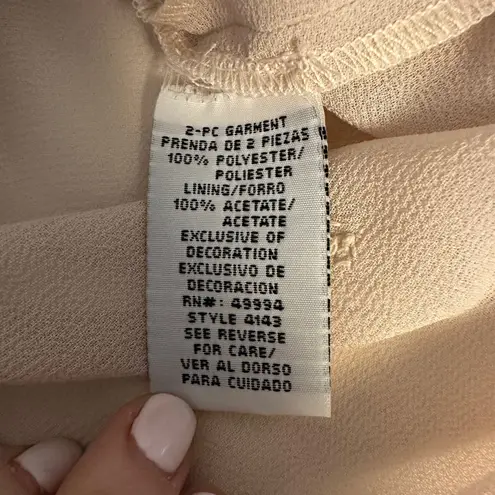 2-PC GARMENT
PRENDA DE 2 PIEZAS
100% POLYESTER/
POLIESTER
LINING/FORRO
100% ACETATE/
ACETATE
EXCLUSIVE OF
DECORATION
EXCLUSIVO DE
DECORACION
RN#: 49994
STYLE 4143
SEE REVERSE
FOR CARE/
VER AL DORSO
PARA CUIDADO